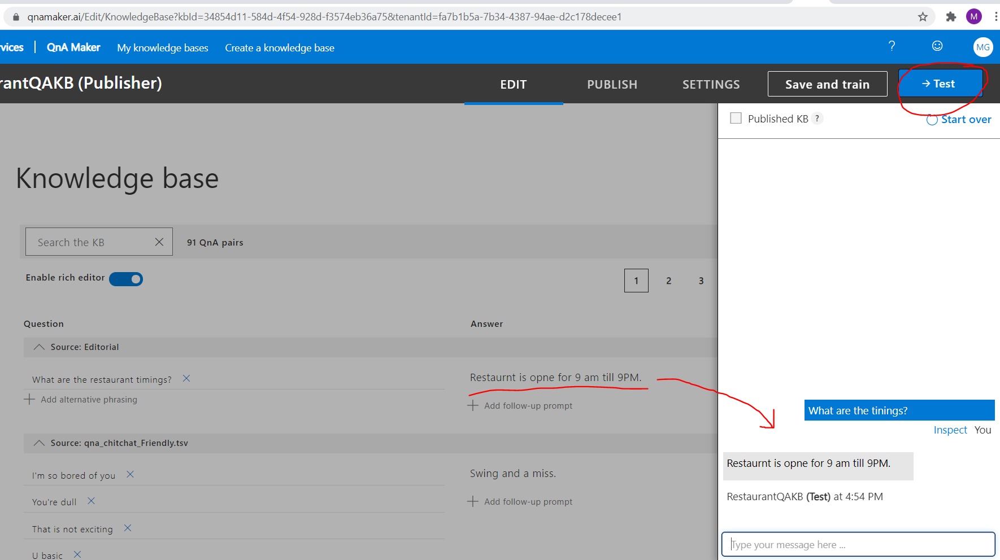 qnamaker.ai/Edit/KnowledgeBase?kbId=34854d11-584d-4f54-928d-f3574eb36a75&tenantId=fa7b1b5a-7b34-4387-94ae-d2c178decee1 M
rvices | QnA Maker My knowledge bases Create a knowledge base ? MG
rantQAKB (Publisher) EDIT PUBLISH SETTINGS Save and train → Test
Published KB ? Start over
Knowledge base
Search the KB 91 QnA pairs
Enable rich editor 1 2 3
Question Answer
Source: Editorial
What are the restaurant timings? Restaurnt is opne for 9 am till 9PM.
Add alternative phrasing Add follow-up prompt
Source: qna_chitchat_Friendly.tsv
I'm so bored of you Swing and a miss.
You're dull Add follow-up prompt
That is not exciting
U basic
What are the tinings?
Inspect You
Restaurnt is opne for 9 am till 9PM.
RestaurantQAKB (Test) at 4:54 PM
Type your message here ...